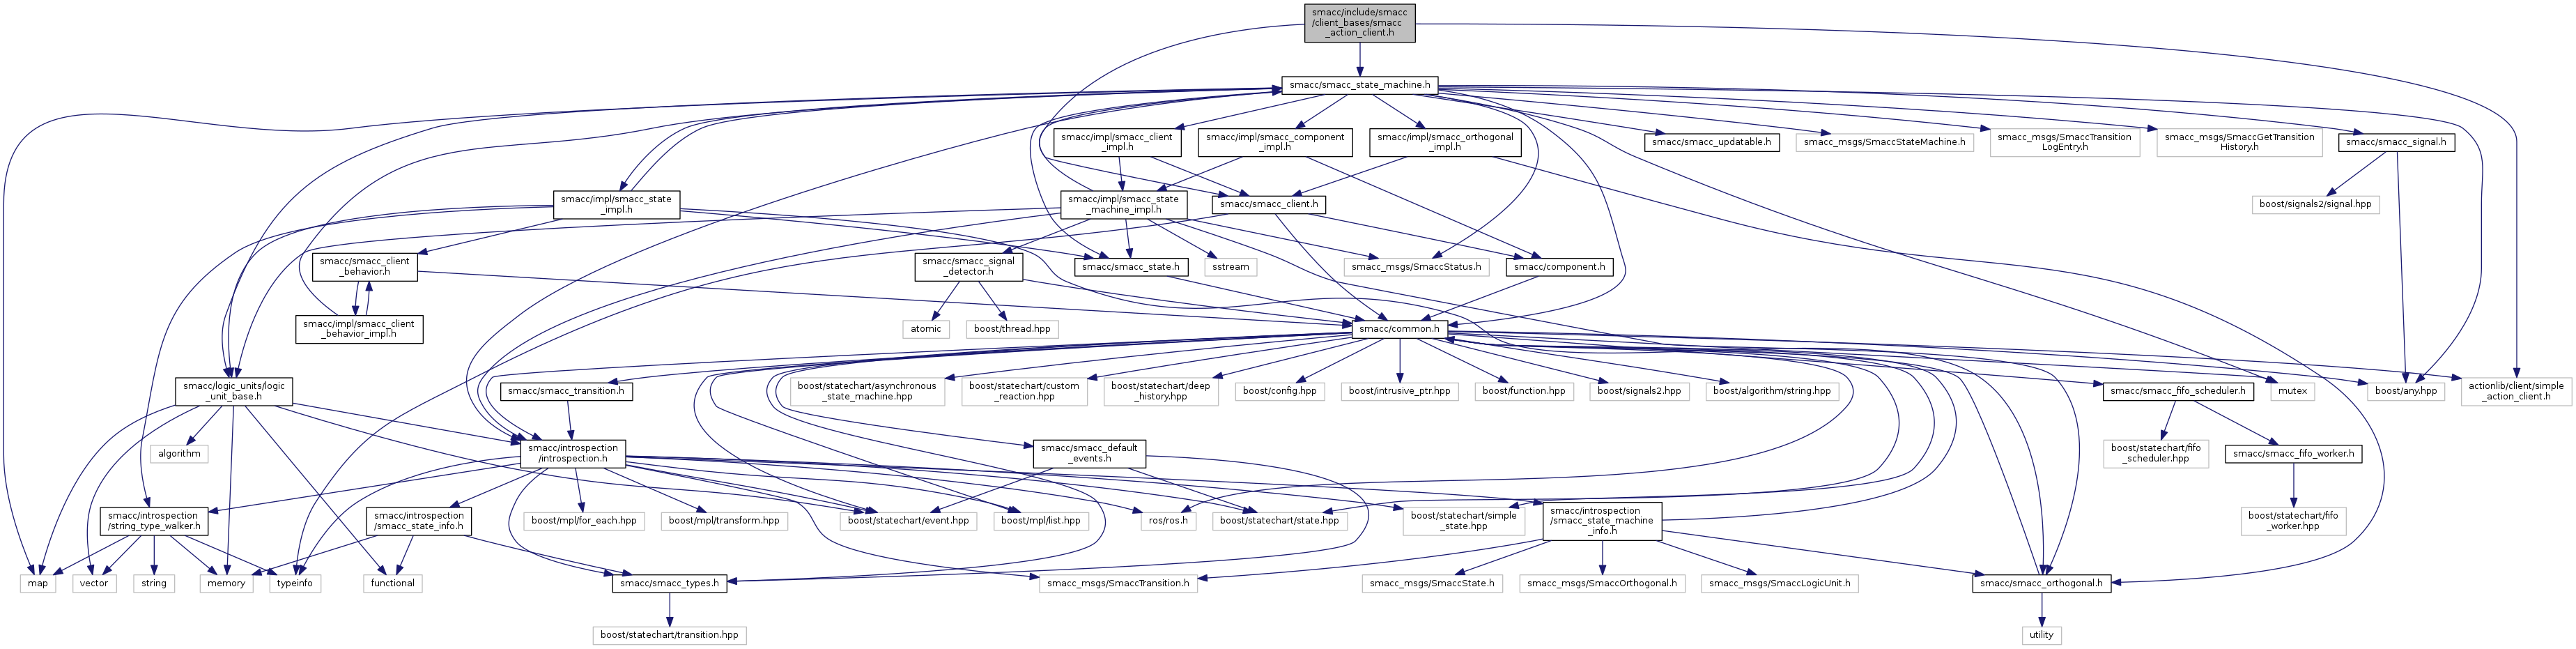 smacc/include/smacc
/client_bases/smacc
_action_client.h
smacc/smacc_state_machine.h
smacc/impl/smacc_client
_impl.h
smacc/impl/smacc_component
_impl.h
smacc/impl/smacc_orthogonal
_impl.h
smacc/smacc_updatable.h
smacc_msgs/SmaccStateMachine.h
smacc_msgs/SmaccTransition
LogEntry.h
smacc_msgs/SmaccGetTransition
History.h
smacc/smacc_signal.h
smacc/impl/smacc_state
_impl.h
smacc/impl/smacc_state
_machine_impl.h
smacc/smacc_client.h
boost/signals2/signal.hpp
smacc/smacc_client
_behavior.h
smacc/smacc_signal
_detector.h
smacc/smacc_state.h
sstream
smacc_msgs/SmaccStatus.h
smacc/component.h
smacc/impl/smacc_client
_behavior_impl.h
atomic
boost/thread.hpp
smacc/common.h
smacc/logic_units/logic
_unit_base.h
smacc/smacc_transition.h
boost/statechart/asynchronous
_state_machine.hpp
boost/statechart/custom
_reaction.hpp
boost/statechart/deep
_history.hpp
boost/config.hpp
boost/intrusive_ptr.hpp
boost/function.hpp
boost/signals2.hpp
boost/algorithm/string.hpp
smacc/smacc_fifo_scheduler.h
mutex
boost/any.hpp
actionlib/client/simple
_action_client.h
algorithm
smacc/introspection
/introspection.h
smacc/smacc_default
_events.h
boost/statechart/fifo
_scheduler.hpp
smacc/smacc_fifo_worker.h
smacc/introspection
/string_type_walker.h
smacc/introspection
/smacc_state_info.h
boost/mpl/for_each.hpp
boost/mpl/transform.hpp
boost/statechart/event.hpp
boost/mpl/list.hpp
ros/ros.h
boost/statechart/state.hpp
boost/statechart/simple
_state.hpp
smacc/introspection
/smacc_state_machine
_info.h
boost/statechart/fifo
_worker.hpp
map
vector
string
memory
typeinfo
functional
smacc/smacc_types.h
smacc_msgs/SmaccTransition.h
smacc_msgs/SmaccState.h
smacc_msgs/SmaccOrthogonal.h
smacc_msgs/SmaccLogicUnit.h
smacc/smacc_orthogonal.h
boost/statechart/transition.hpp
utility